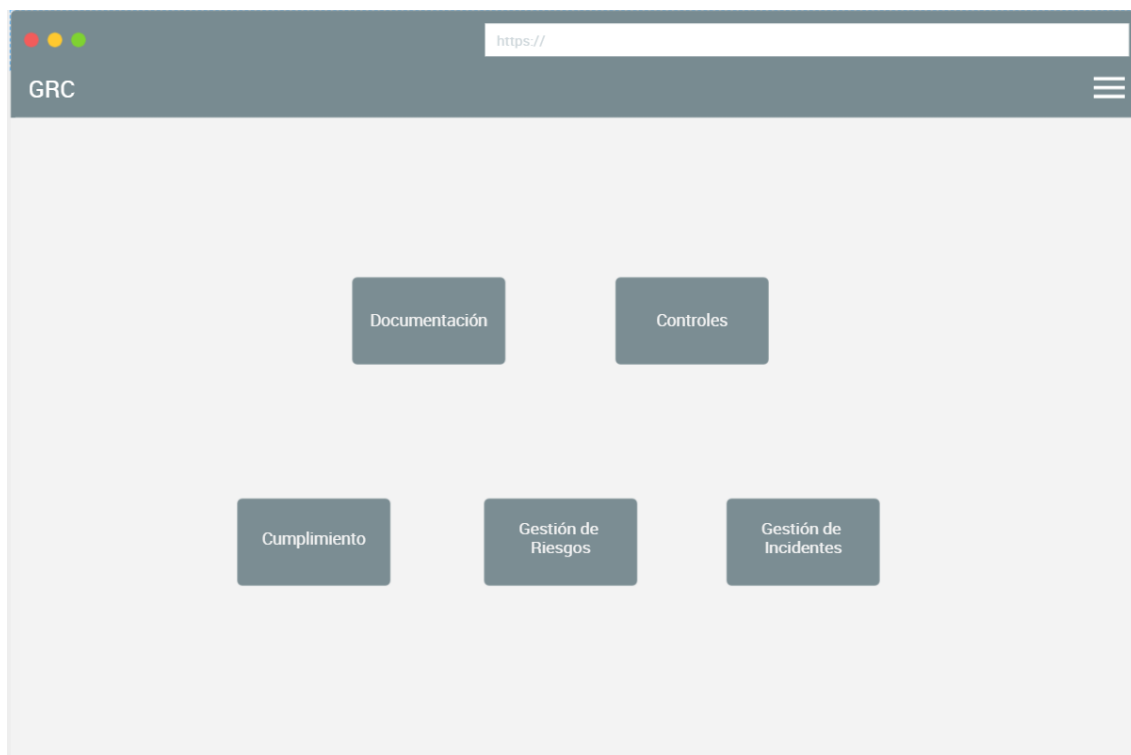 https://
GRC
Documentación
Controles
Cumplimiento
Gestión de
Riesgos
Gestión de
Incidentes